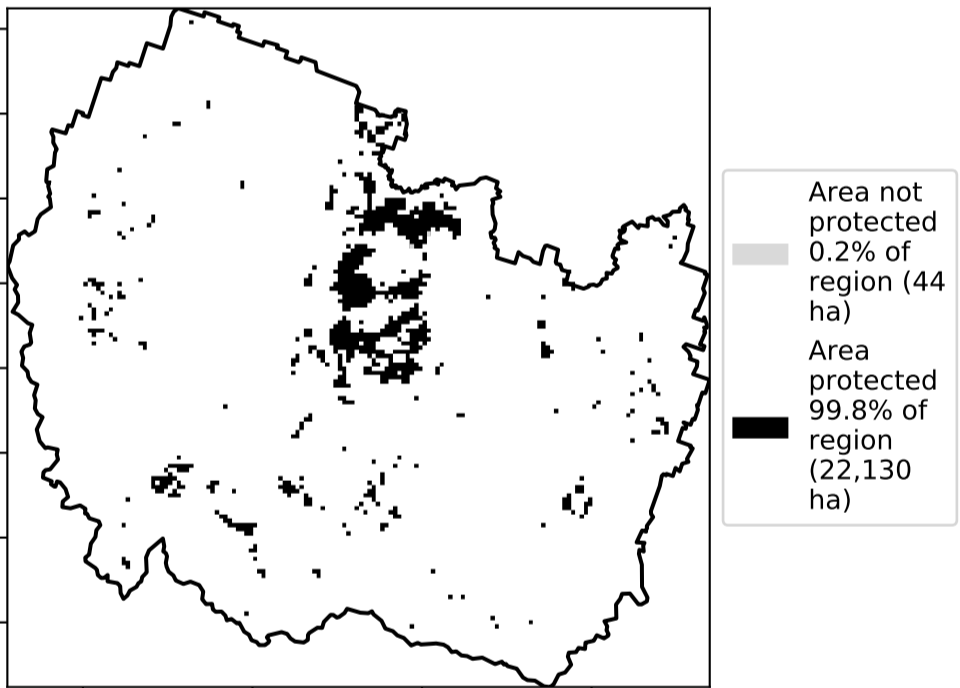 Area not
protected
0.2% of
region (44
ha)
Area
protected
99.8% of
region
(22,130
ha)